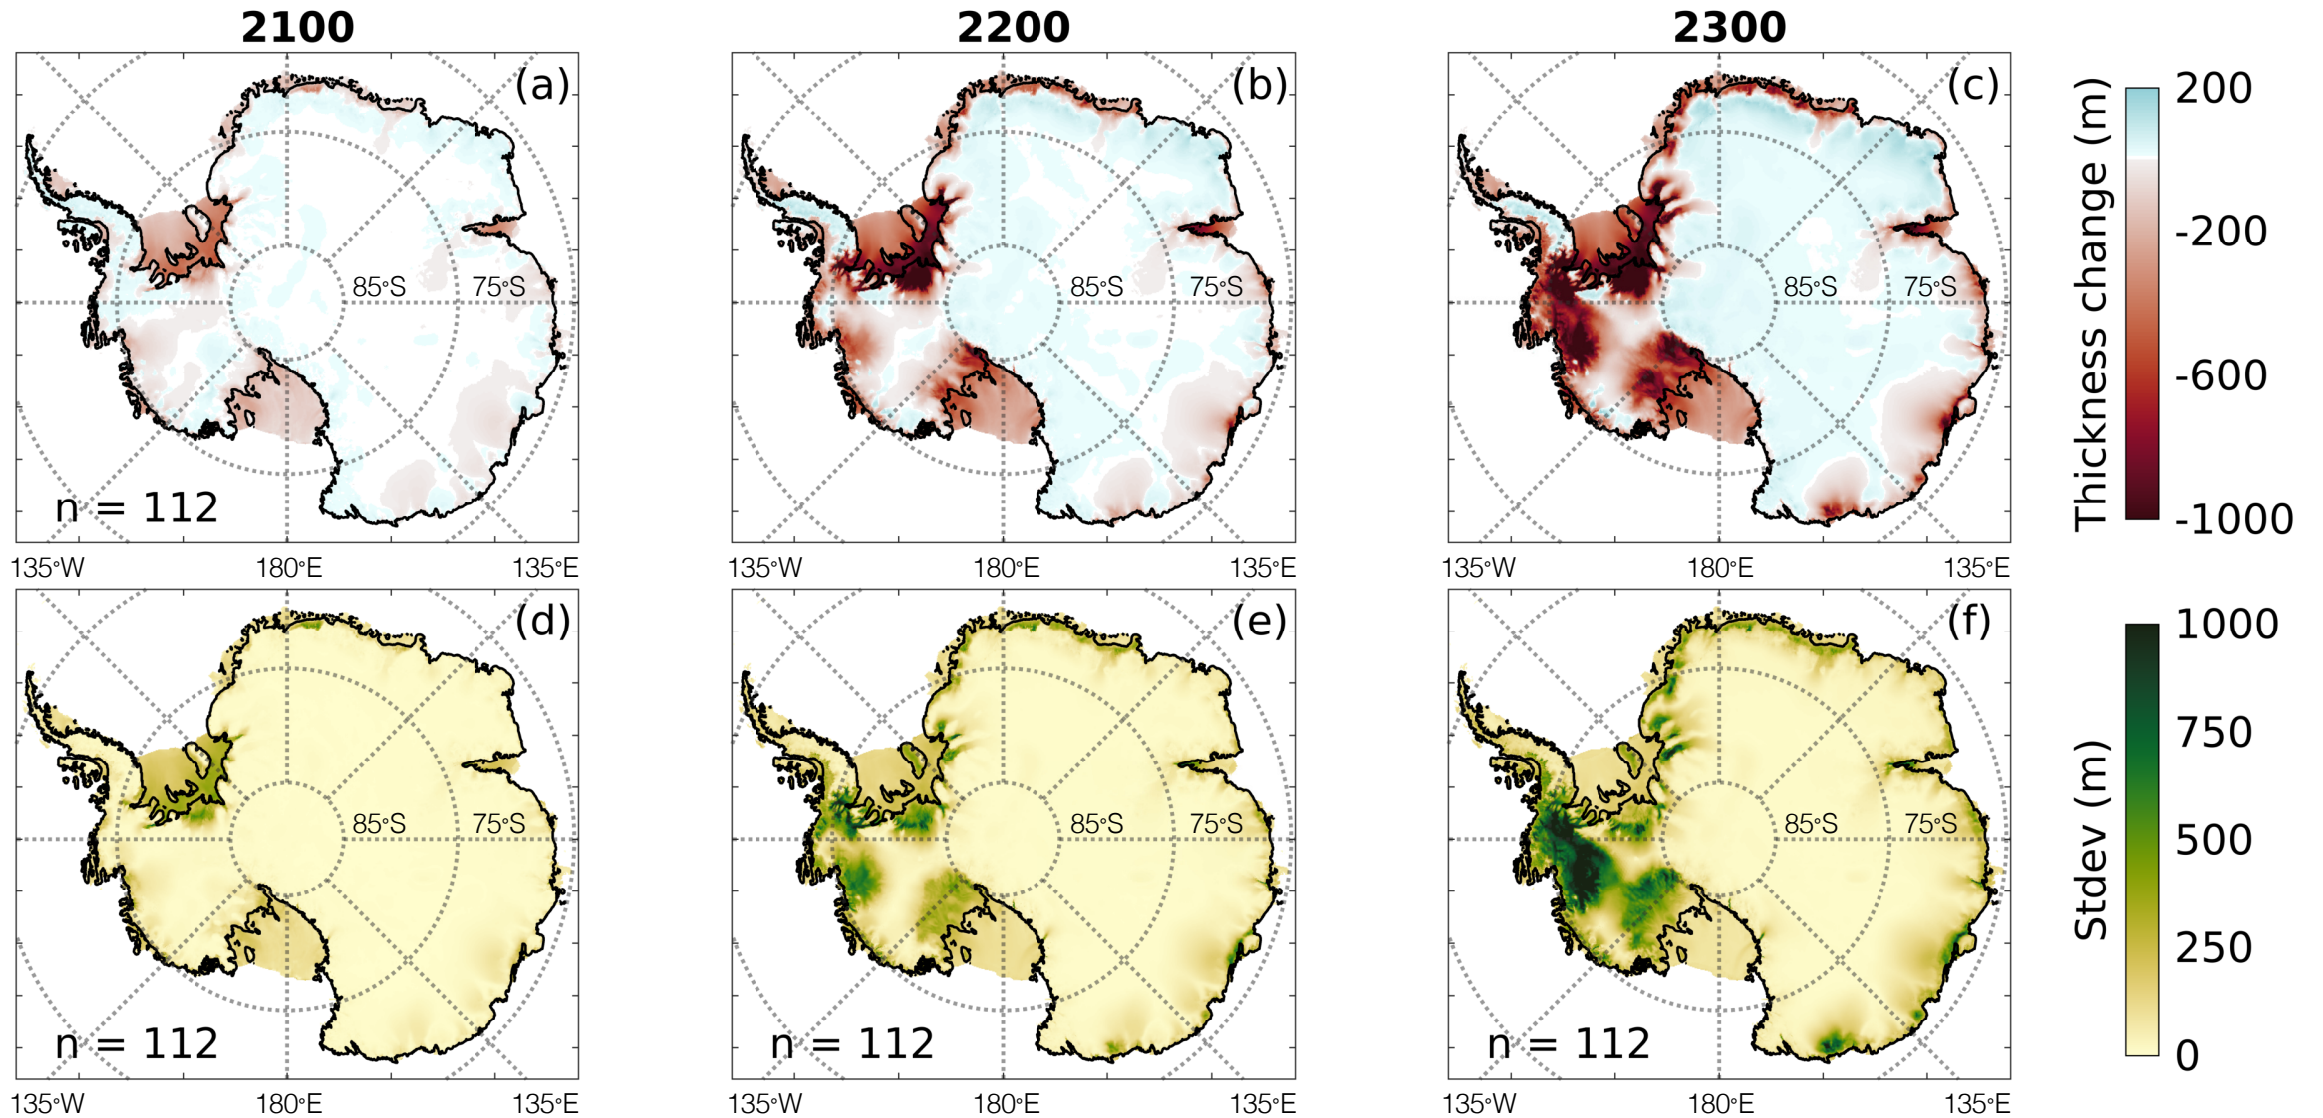 2100
2200
2300
(a)
(b)
(c)
85°S
75°S
85°S
75°S
85°S
75°S
n = 112
135°W
180°E
135°E
135°W
180°E
135°E
135°W
180°E
135°E
Thickness change (m)
200
-200
-600
-1000
(d)
(e)
(f)
85°S
75°S
85°S
75°S
85°S
75°S
n = 112
n = 112
n = 112
135°W
180°E
135°E
135°W
180°E
135°E
135°W
180°E
135°E
Stdev (m)
1000
750
500
250
0